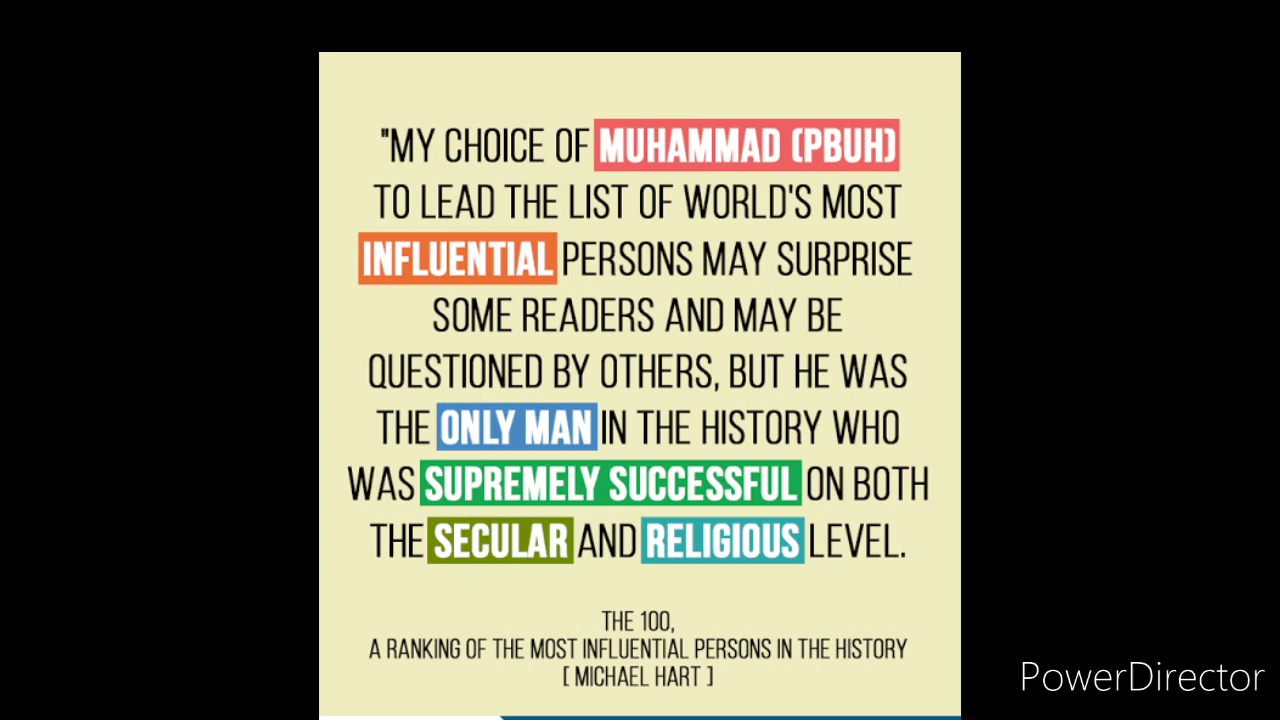 "MY CHOICE OF MUHAMMAD (PBUH)
TO LEAD THE LIST OF WORLD'S MOST
INFLUENTIAL PERSONS MAY SURPRISE
SOME READERS AND MAY BE
QUESTIONED BY OTHERS, BUT HE WAS
THE ONLY MAN IN THE HISTORY WHO
WAS SUPREMELY SUCCESSFUL ON BOTH
THE SECULAR AND RELIGIOUS LEVEL.
THE 100,
A RANKING OF THE MOST INFLUENTIAL PERSONS IN THE HISTORY
[ MICHAEL HART ]
PowerDirector